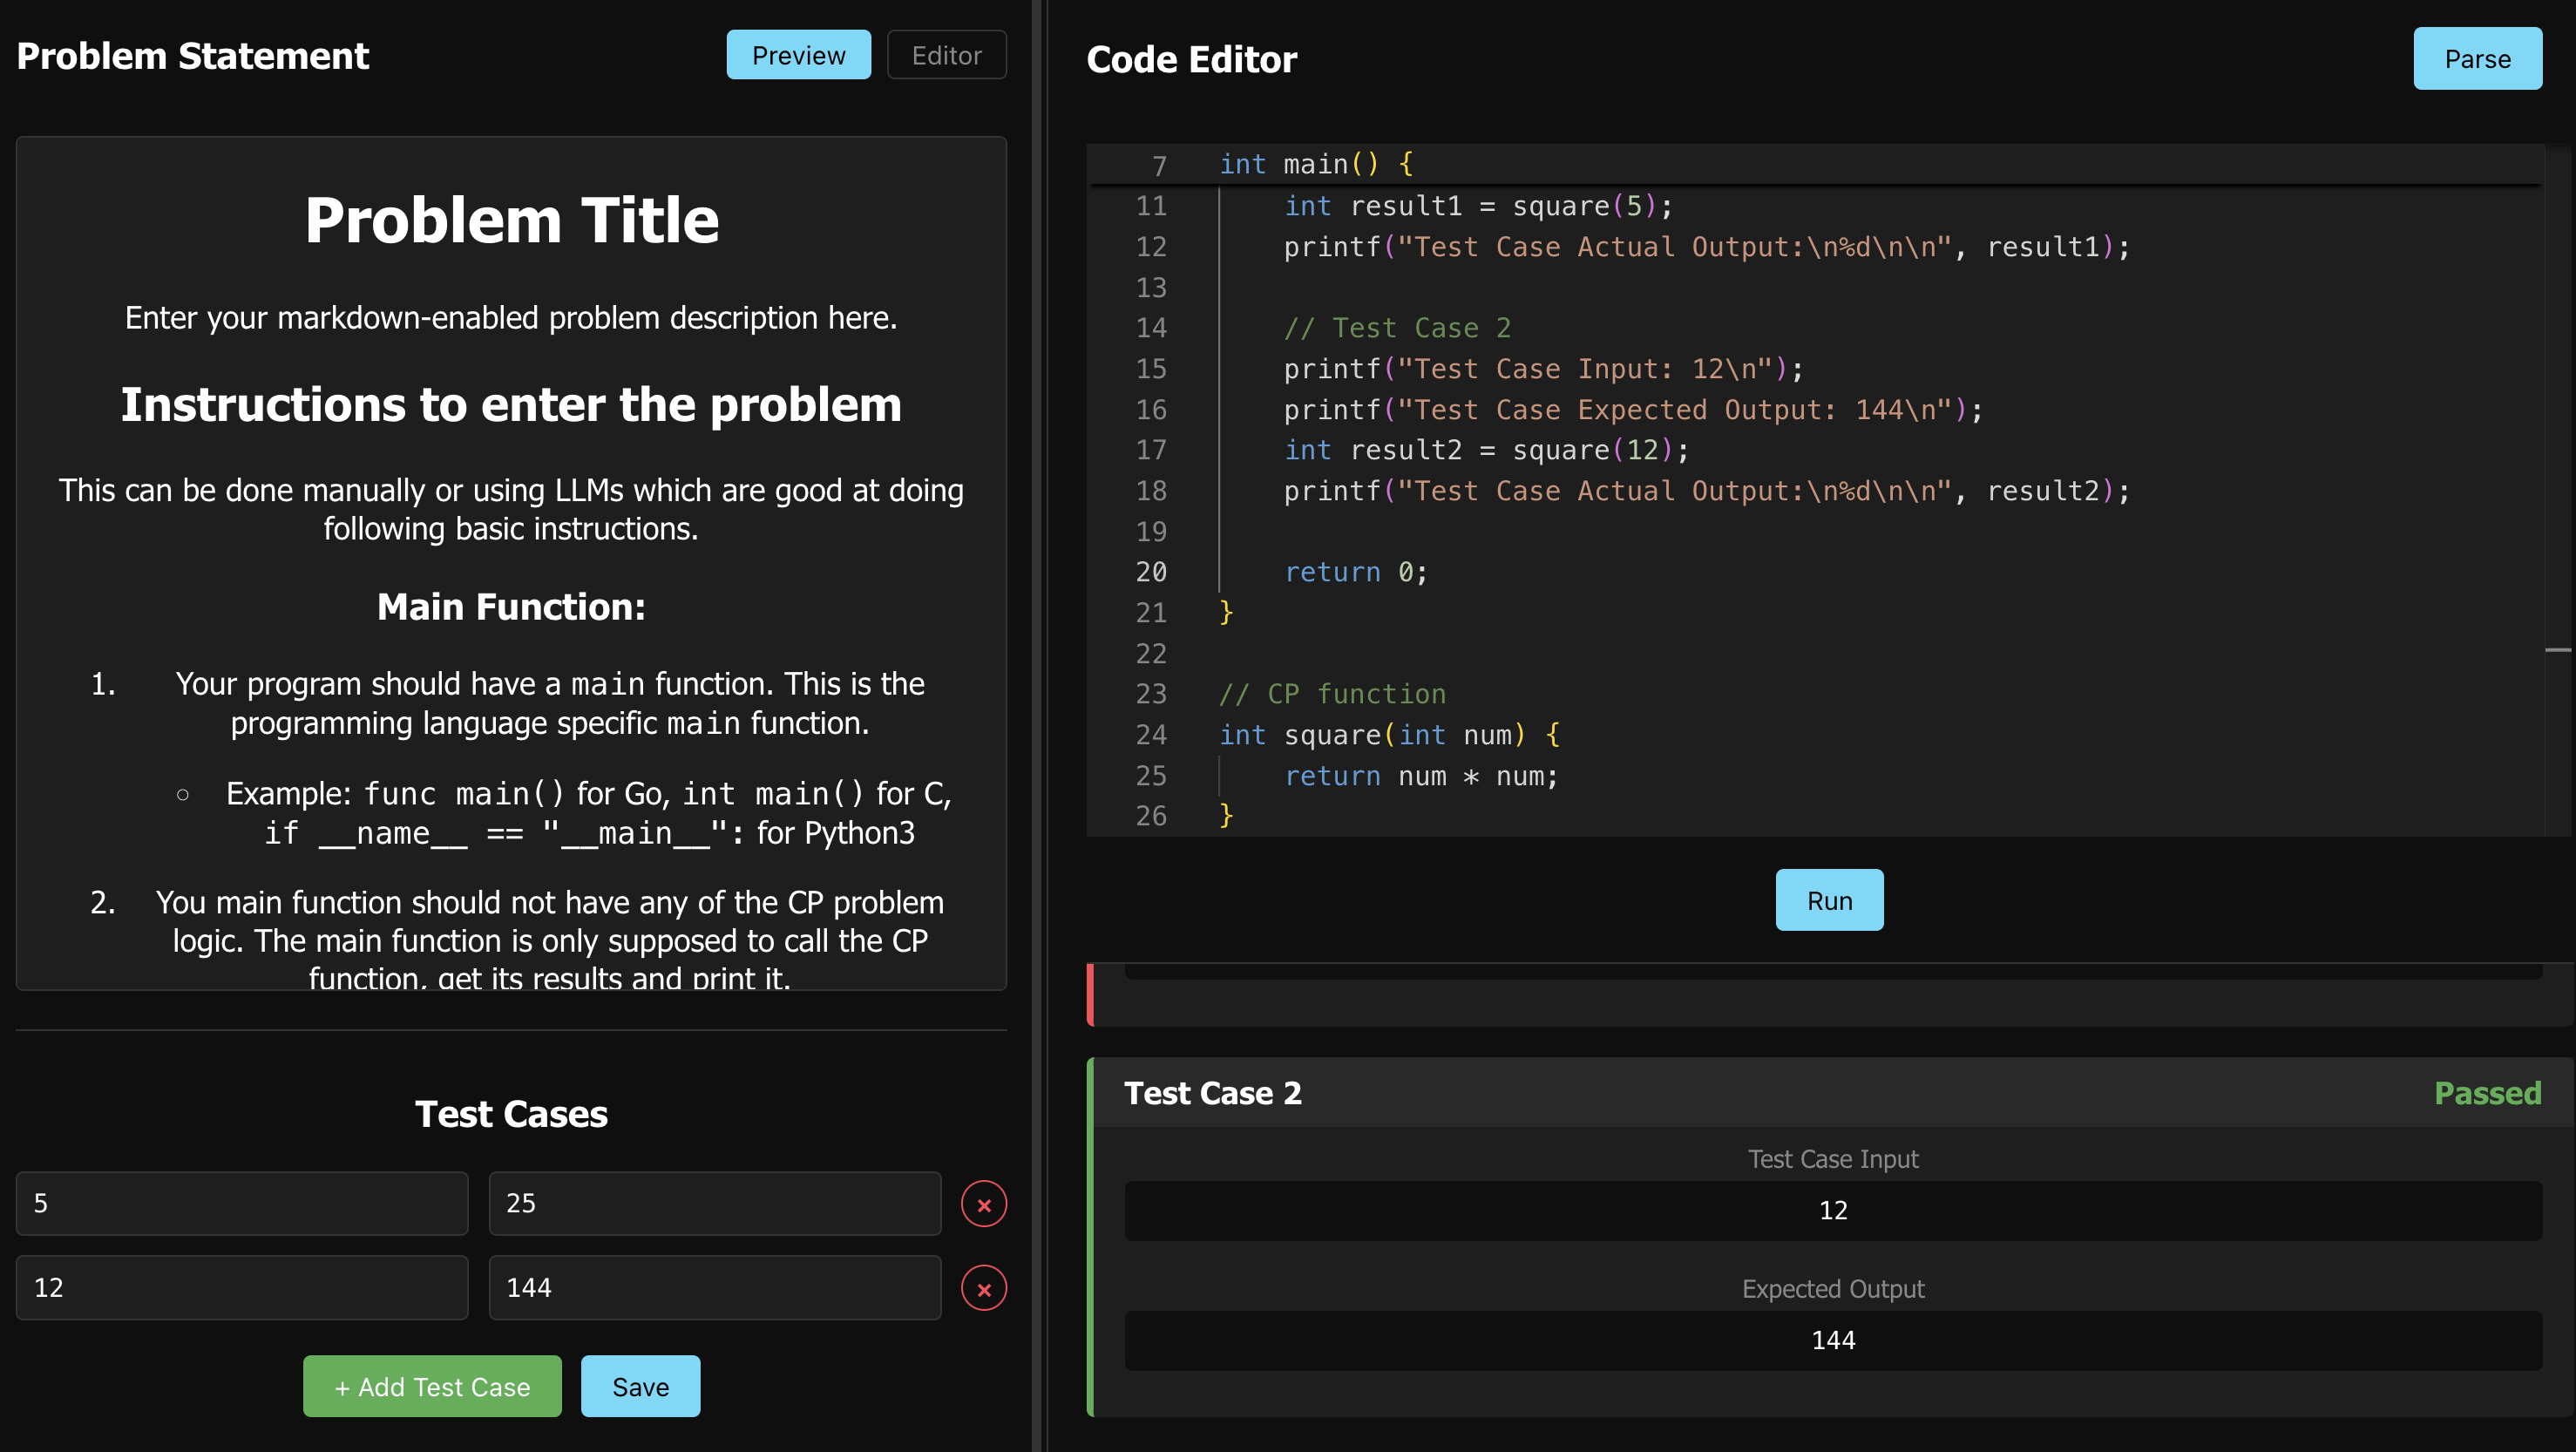 Problem Statement
Preview
Editor
Problem Title
Enter your markdown-enabled problem description here.
Instructions to enter the problem
This can be done manually or using LLMs which are good at doing
following basic instructions.
Main Function:
1. Your program should have a main function. This is the
programming language specific main function.
○ Example: func main() for Go, int main() for C,
if __name__ == "__main__": for Python3
2. You main function should not have any of the CP problem
logic. The main function is only supposed to call the CP
function, get its results and print it.
Test Cases
5 25 ×
12 144 ×
+ Add Test Case
Save
Code Editor
Parse
7 int main() {
11     int result1 = square(5);
12     printf("Test Case Actual Output:\n%d\n\n", result1);
13
14     // Test Case 2
15     printf("Test Case Input: 12\n");
16     printf("Test Case Expected Output: 144\n");
17     int result2 = square(12);
18     printf("Test Case Actual Output:\n%d\n\n", result2);
19
20     return 0;
21 }
22
23 // CP function
24 int square(int num) {
25     return num * num;
26 }
Run
Test Case 2
Passed
Test Case Input
12
Expected Output
144